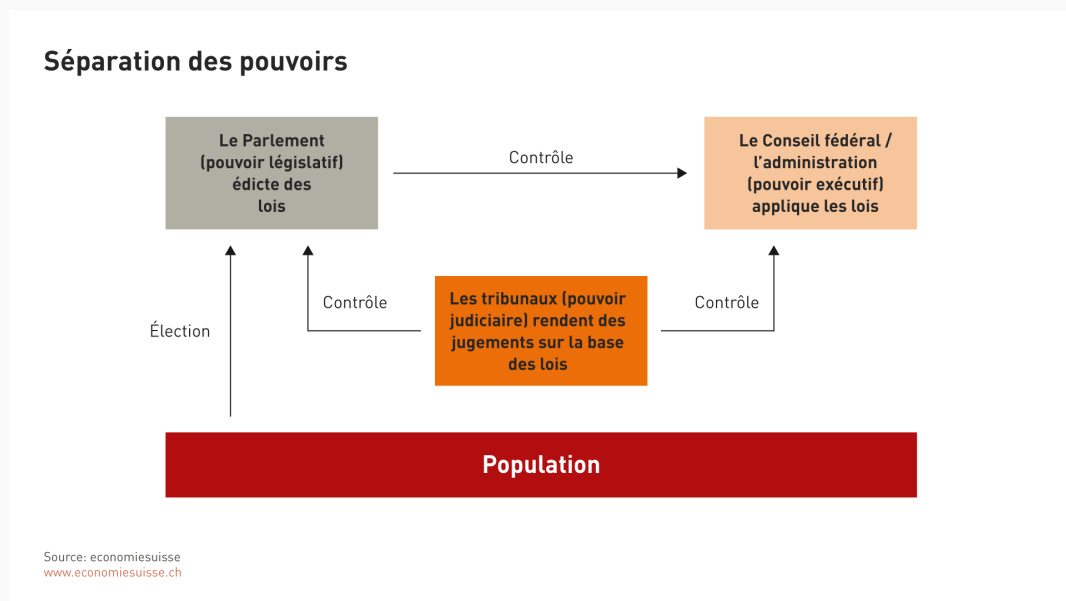 Séparation des pouvoirs
Le Parlement
(pouvoir législatif)
édicte des
lois
Contrôle
Le Conseil fédéral /
l’administration
(pouvoir exécutif)
applique les lois
Élection
Contrôle
Les tribunaux (pouvoir
judiciaire) rendent des
jugements sur la base
des lois
Contrôle
Population
Source: economiesuisse
www.economiesuisse.ch